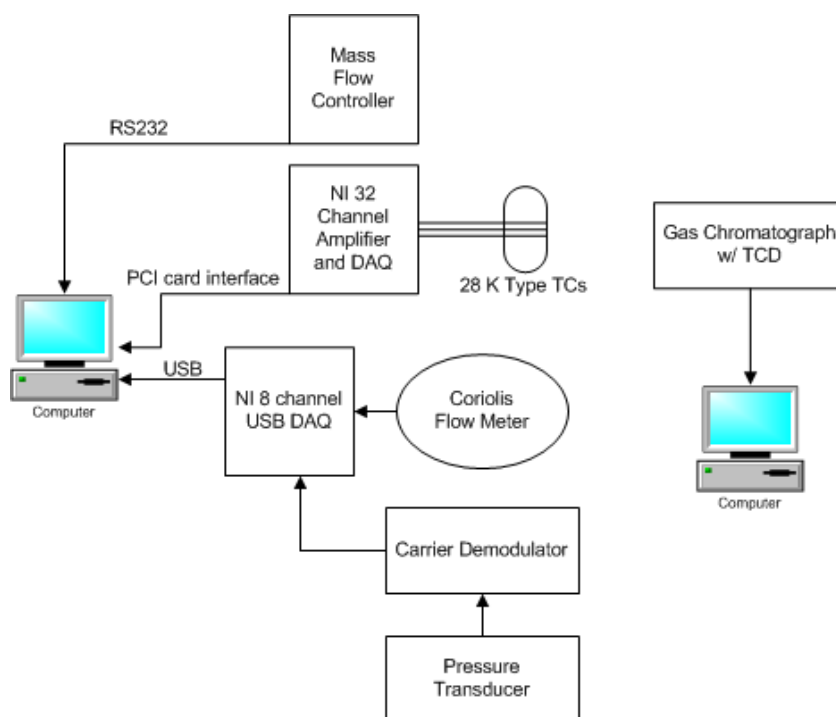 Mass
Flow
Controller
RS232
NI 32
Channel
Amplifier
and DAQ
28 K Type TCs
PCI card interface
Computer
USB
NI 8 channel
USB DAQ
Coriolis
Flow Meter
Carrier Demodulator
Pressure
Transducer
Gas Chromatograph
w/ TCD
Computer